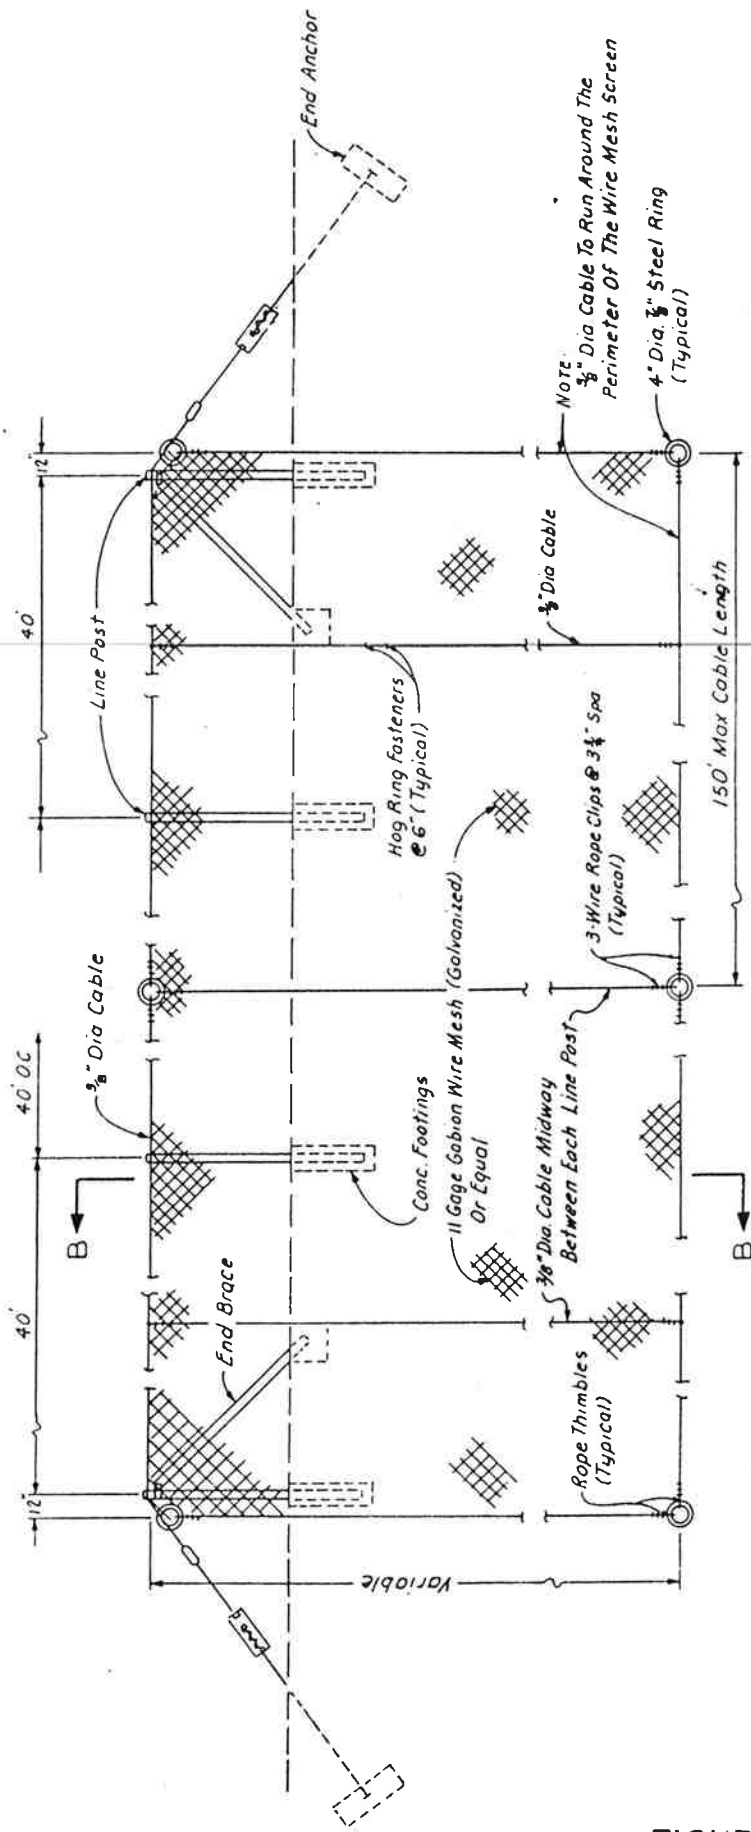 End Anchor
12"
40'
Line Post
NOTE:
3/8" Dia Cable To Run Around The
Perimeter Of The Wire Mesh Screen
4" Dia. 7/8" Steel Ring
(Typical)
3/8" Dia Cable
Hog Ring Fasteners
@ 6" (Typical)
150' Max Cable Length
3-Wire Rope Clips @ 3 3/4" Spa
(Typical)
11 Gage Gabion Wire Mesh (Galvanized)
Or Equal
3/8" Dia Cable
40' O.C
Conc. Footings
3/8" Dia. Cable Midway
Between Each Line Post
B
B
40'
End Brace
Rope Thimbles
(Typical)
12"
Variable